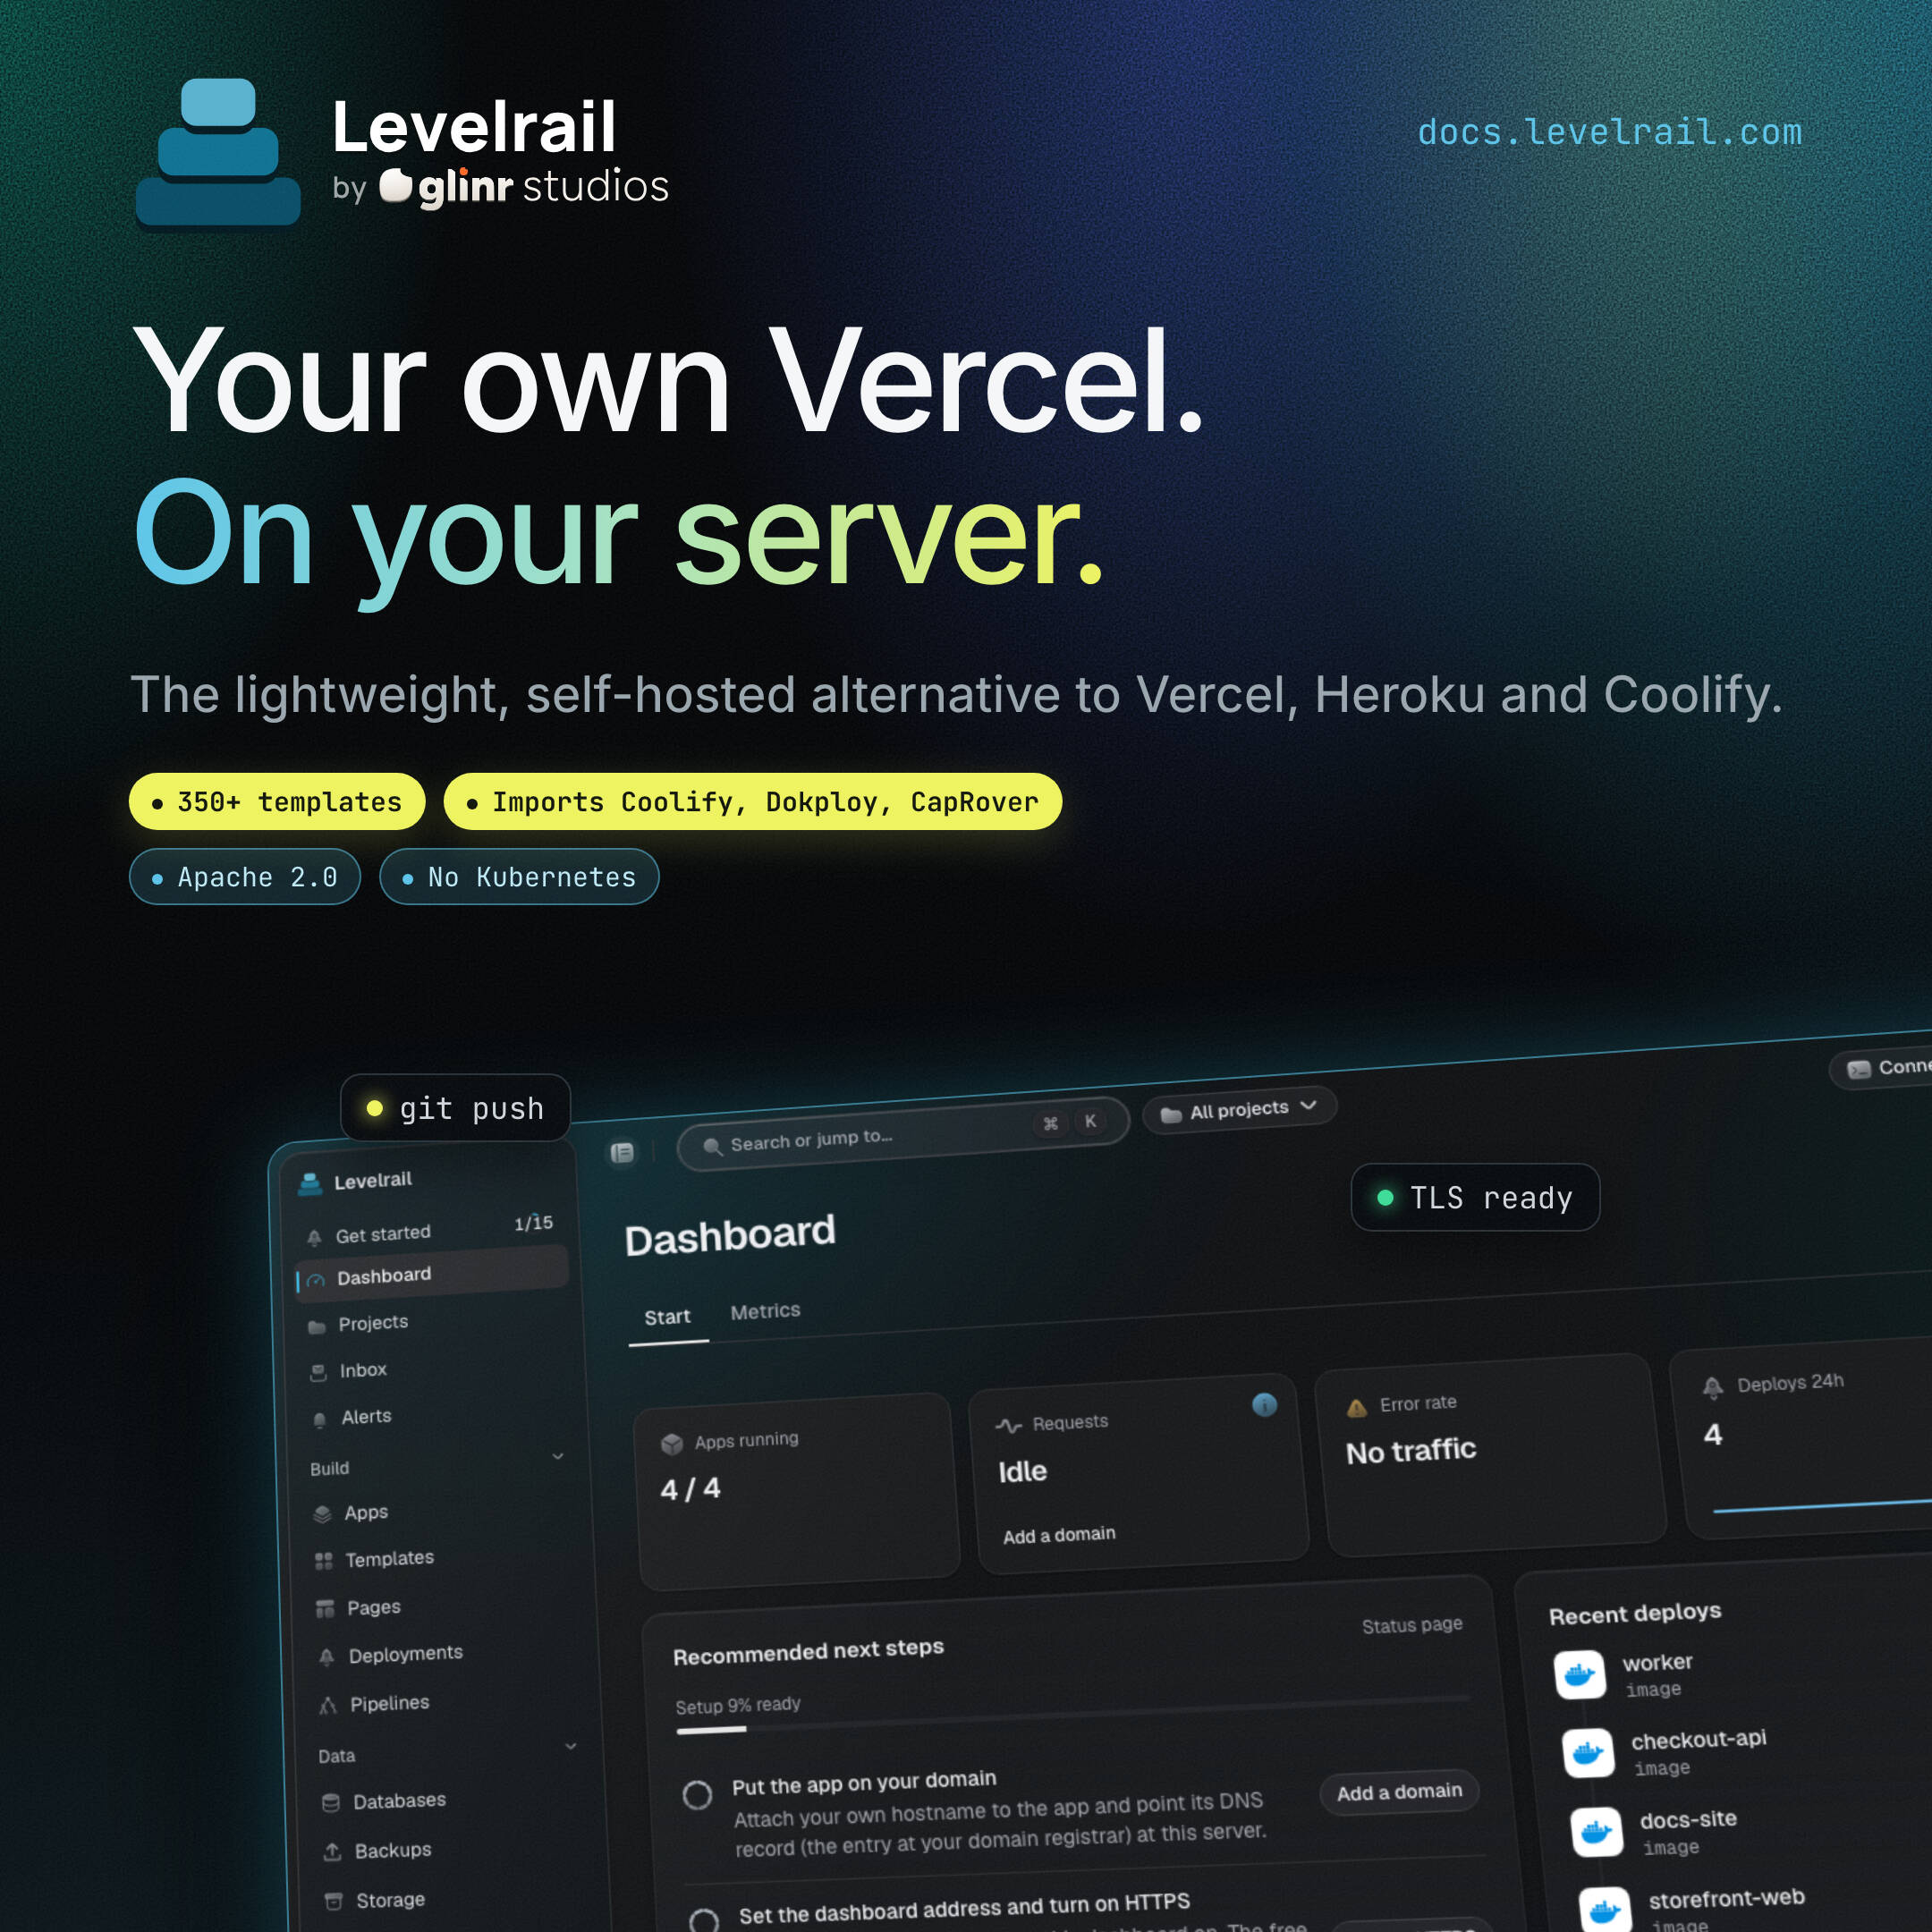 Levelrail
by glinr studios
docs.levelrail.com
Your own Vercel.
On your server.
The lightweight, self-hosted alternative to Vercel, Heroku and Coolify.
350+ templates
Imports Coolify, Dokploy, CapRover
Apache 2.0
No Kubernetes
git push
Search or jump to...
⌘ K
All projects
TLS ready
Levelrail
Get started 1/15
Dashboard
Projects
Inbox
Alerts
Build
Apps
Templates
Pages
Deployments
Pipelines
Data
Databases
Backups
Storage
Dashboard
Start Metrics
Apps running
4 / 4
Requests
Idle
Add a domain
Error rate
No traffic
Deploys 24h
4
Recommended next steps
Status page
Setup 9% ready
Put the app on your domain
Attach your own hostname to the app and point its DNS
record (the entry at your domain registrar) at this server.
Add a domain
Set the dashboard address and turn on HTTPS
Recent deploys
worker
image
checkout-api
image
docs-site
image
storefront-web
image